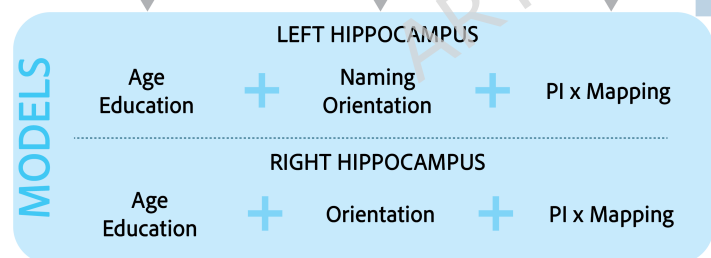 MODELS
LEFT HIPPOCAMPUS
Age Education + Naming Orientation + PI x Mapping
RIGHT HIPPOCAMPUS
Age Education + Orientation + PI x Mapping